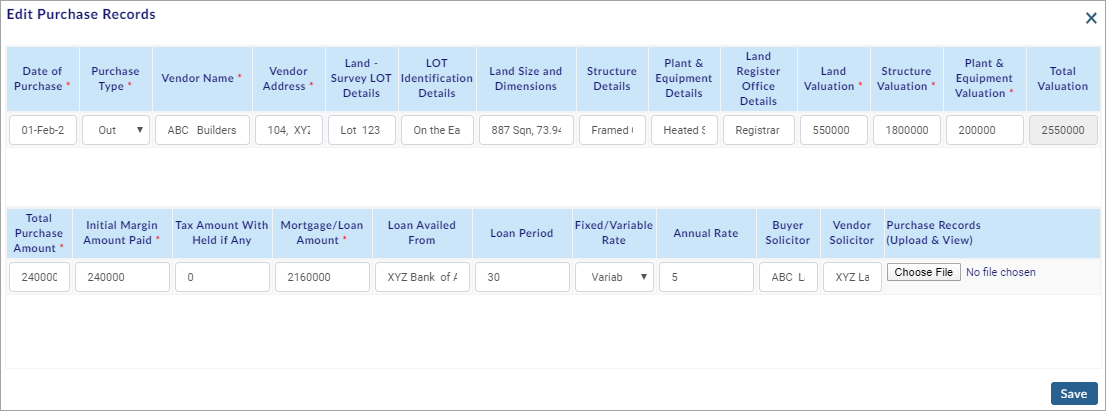 Edit Purchase Records
×
Date of Purchase *
Purchase Type *
Vendor Name *
Vendor Address *
Land - Survey LOT Details
LOT Identification Details
Land Size and Dimensions
Structure Details
Plant & Equipment Details
Land Register Office Details
Land Valuation *
Structure Valuation *
Plant & Equipment Valuation *
Total Valuation
01-Feb-2
Out
ABC Builders
104, XYZ
Lot 123
On the Ea
887 Sqn, 73.94
Framed
Heated S
Registrar
550000
1800000
200000
2550000
Total Purchase Amount *
Initial Margin Amount Paid *
Tax Amount With Held if Any
Mortgage/Loan Amount *
Loan Availed From
Loan Period
Fixed/Variable Rate
Annual Rate
Buyer Solicitor
Vendor Solicitor
Purchase Records (Upload & View)
240000
240000
0
2160000
XYZ Bank of A
30
Variab
5
ABC L
XYZ La
Choose File No file chosen
Save